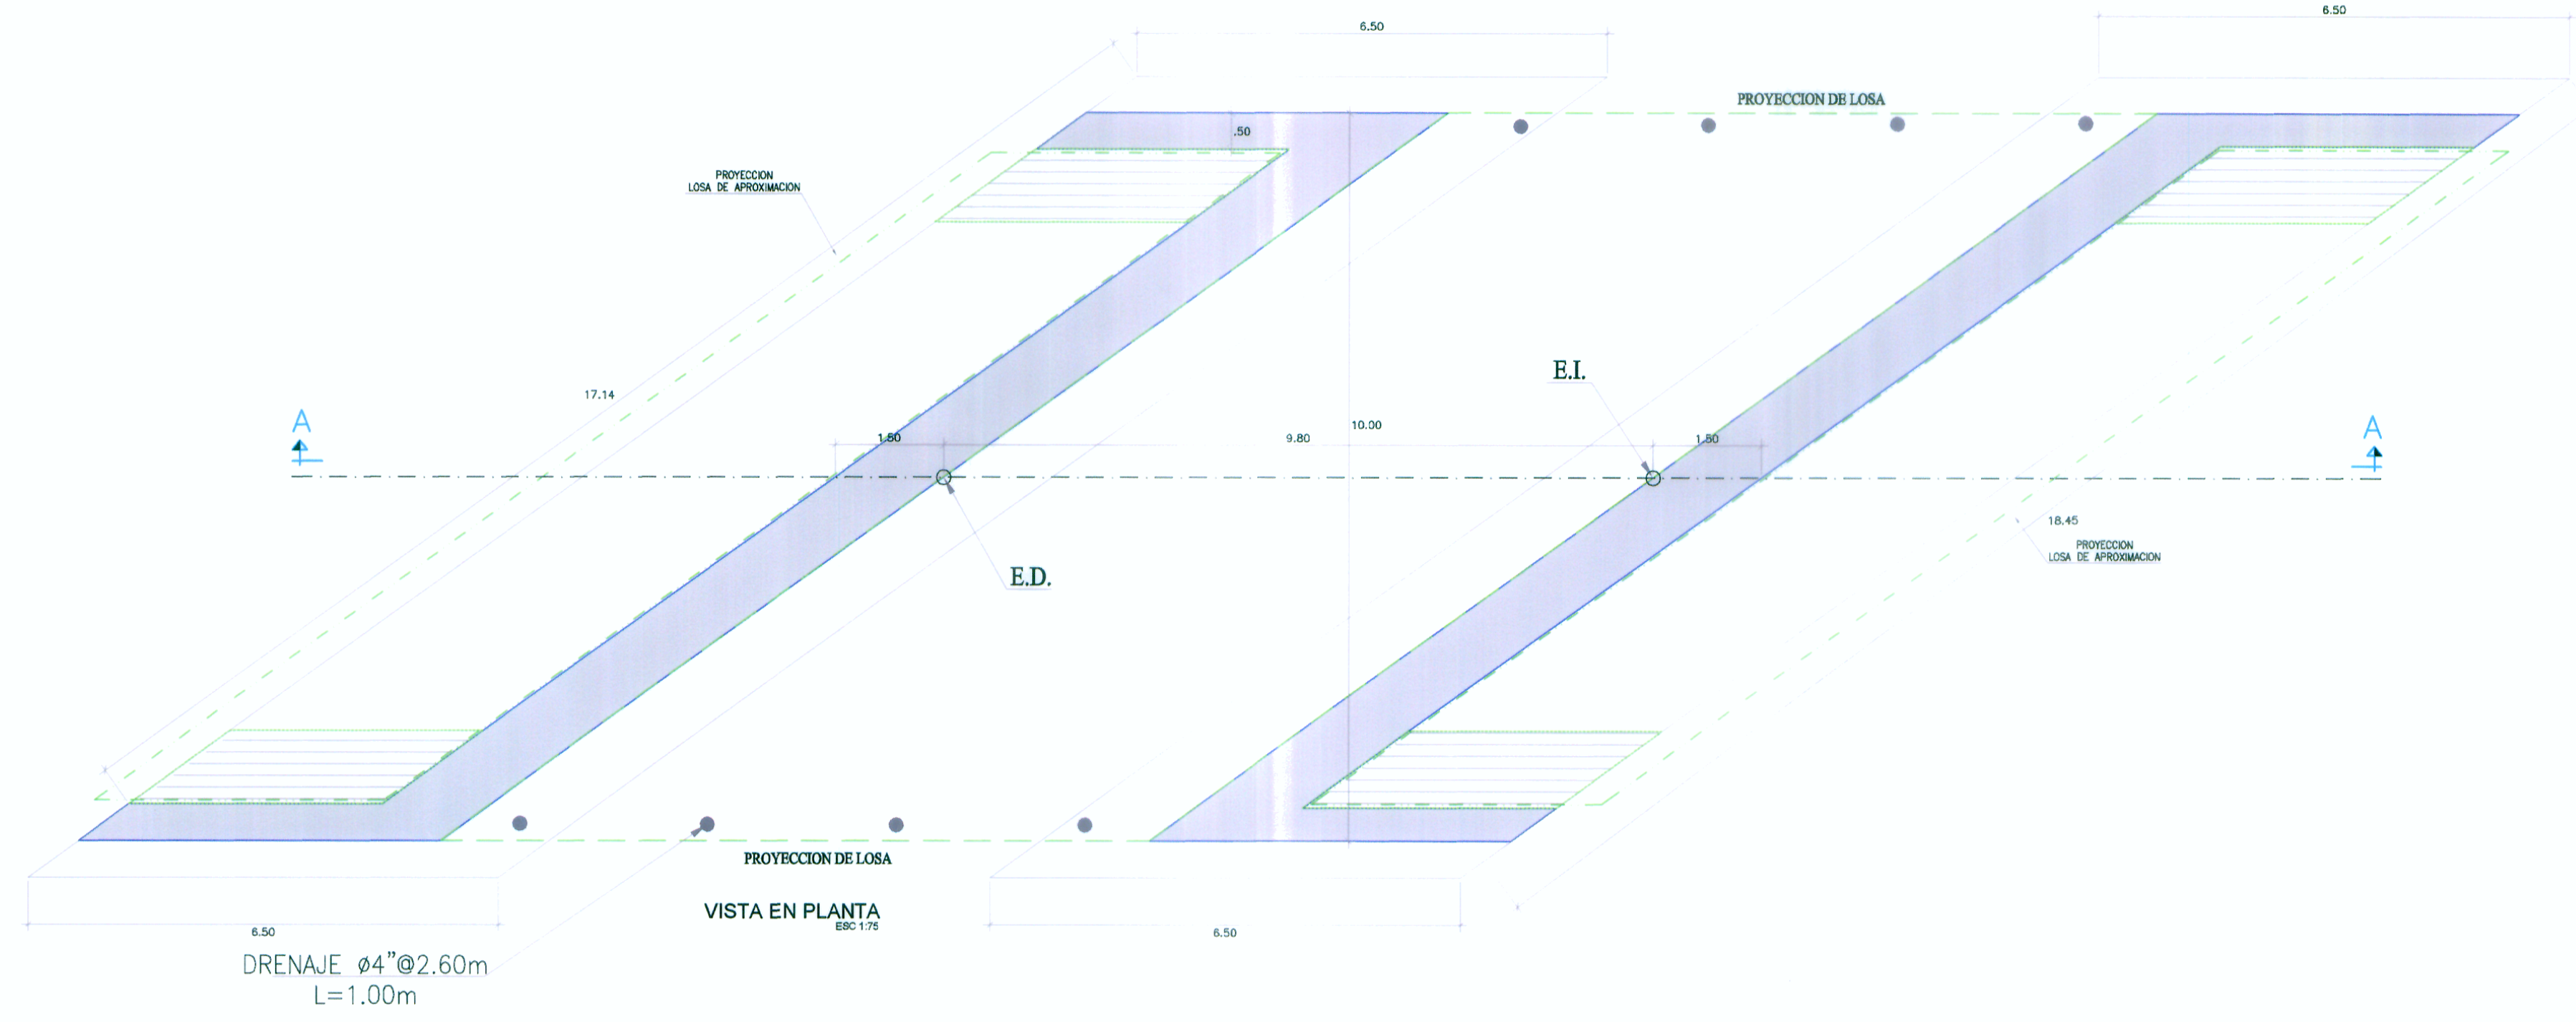 6.50
6.50
PROYECCION DE LOSA
.50
PROYECCION
LOSA DE APROXIMACION
E.I.
17.14
A
A
1.50
9.80
10.00
1.50
18.45
PROYECCION
LOSA DE APROXIMACION
E.D.
PROYECCION DE LOSA
VISTA EN PLANTA
ESC 1:75
6.50
6.50
DRENAJE ø4"@2.60m
L=1.00m